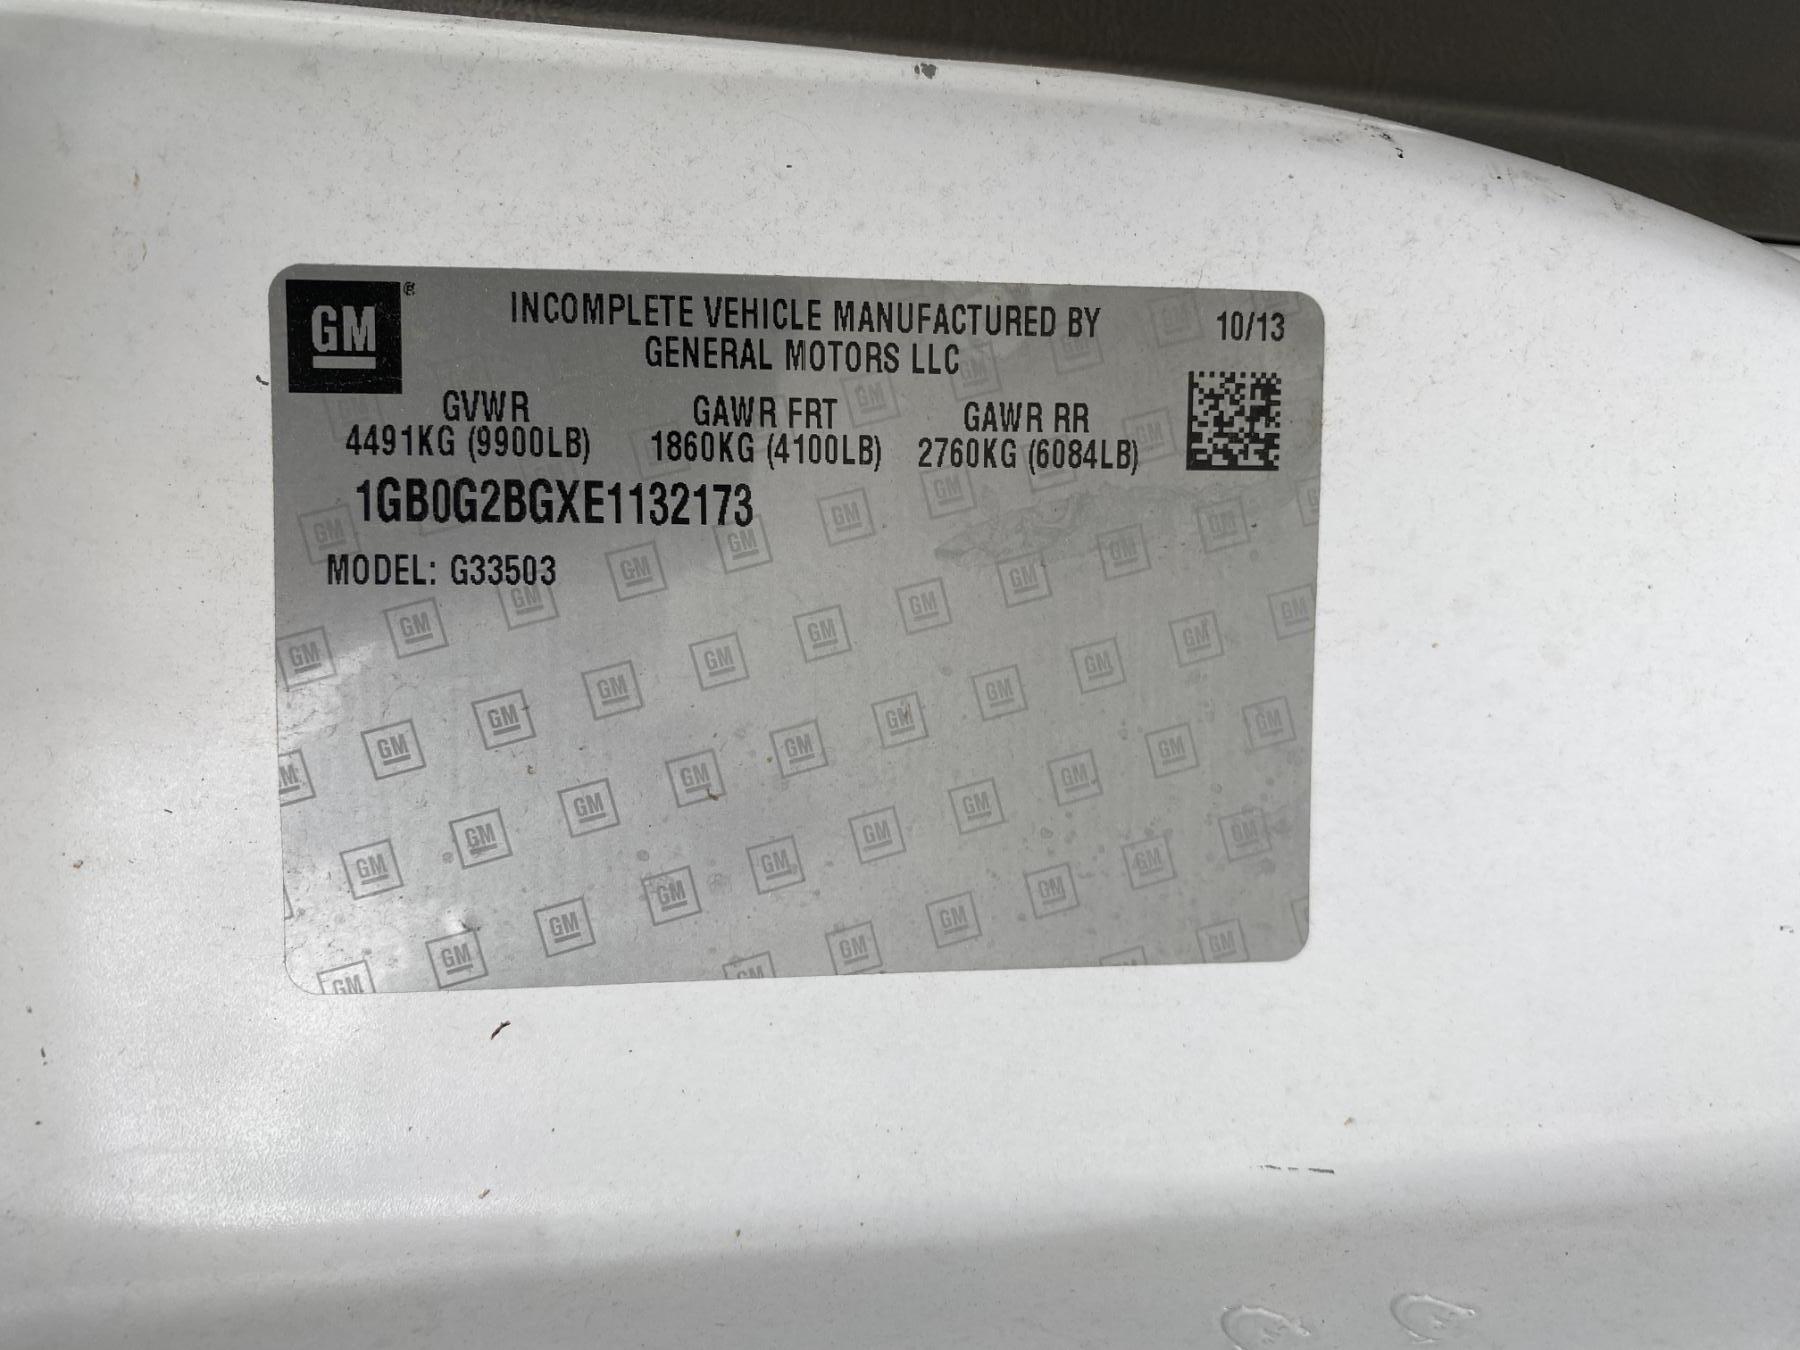 GM ®
INCOMPLETE VEHICLE MANUFACTURED BY
GENERAL MOTORS LLC
10/13
GVWR
4491KG (9900LB)
GAWR FRT
1860KG (4100LB)
GAWR RR
2760KG (6084LB)
1GB0G2BGXE1132173
MODEL: G33503